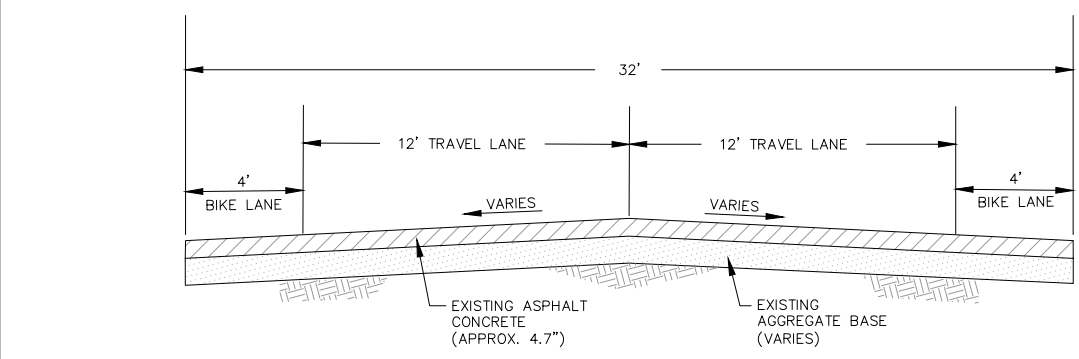 32'
12' TRAVEL LANE
12' TRAVEL LANE
4'
BIKE LANE
4'
BIKE LANE
VARIES
VARIES
EXISTING ASPHALT
CONCRETE
(APPROX. 4.7")
EXISTING
AGGREGATE BASE
(VARIES)